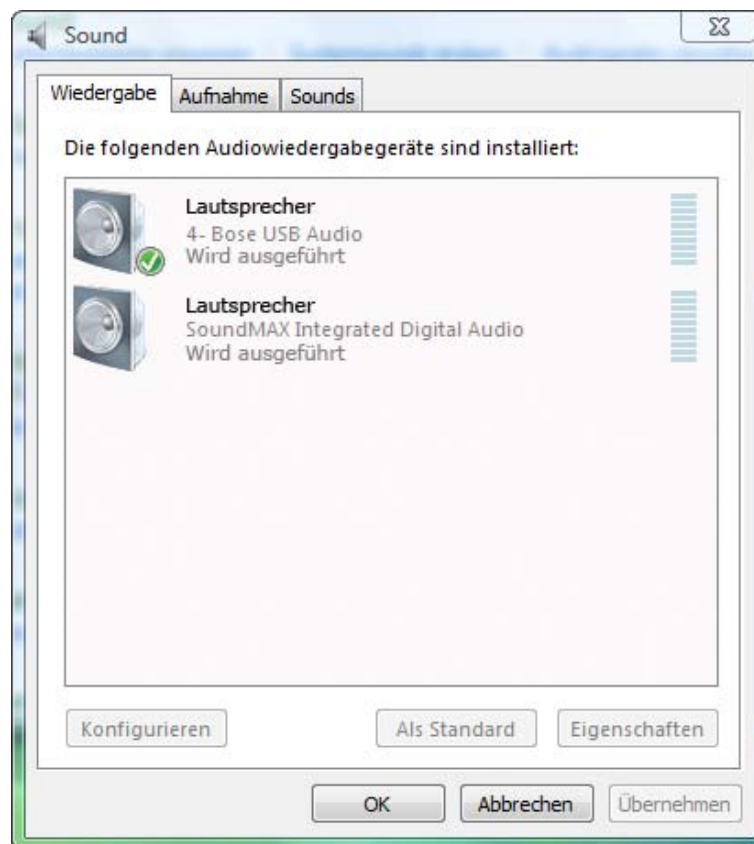 Sound
Wiedergabe Aufnahme Sounds
Die folgenden Audiowiedergabegeräte sind installiert:
Lautsprecher
4- Bose USB Audio
Wird ausgeführt
Lautsprecher
SoundMAX Integrated Digital Audio
Wird ausgeführt
Konfigurieren Als Standard Eigenschaften
OK Abbrechen Übernehmen